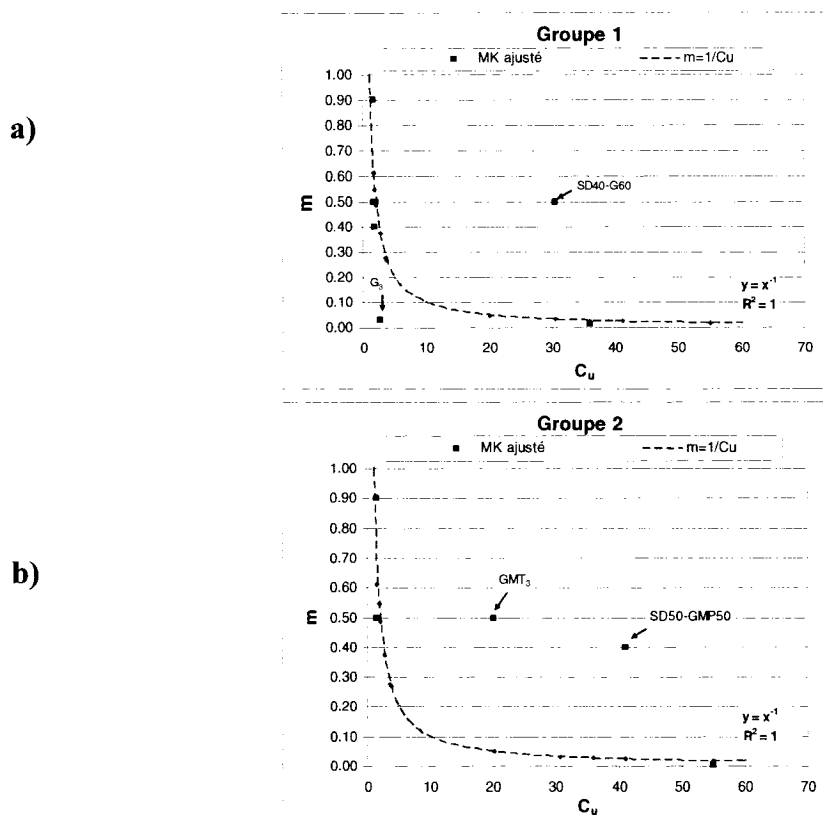 a)
Groupe 1
MK ajusté
m=1/Cu
1.00
0.90
0.80
0.70
0.60
0.50
0.40
0.30
0.20
0.10
0.00
m
SD40-G60
G3
y = x⁻¹
R² = 1
0 10 20 30 40 50 60 70
Cu
b)
Groupe 2
MK ajusté
m=1/Cu
1.00
0.90
0.80
0.70
0.60
0.50
0.40
0.30
0.20
0.10
0.00
m
GMT3
SD50-GMP50
y = x⁻¹
R² = 1
0 10 20 30 40 50 60 70
Cu